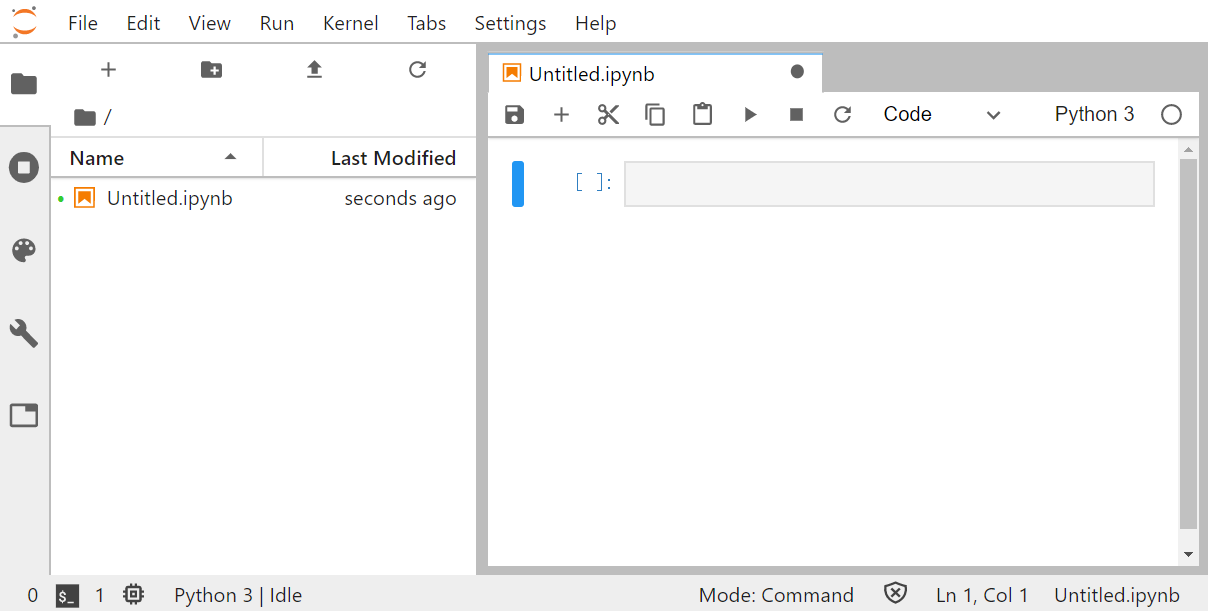 File Edit View Run Kernel Tabs Settings Help
/
Name Last Modified
Untitled.ipynb seconds ago
Untitled.ipynb
Code Python 3
[ ]:
0 $_ 1 Python 3 | Idle Mode: Command Ln 1, Col 1 Untitled.ipynb